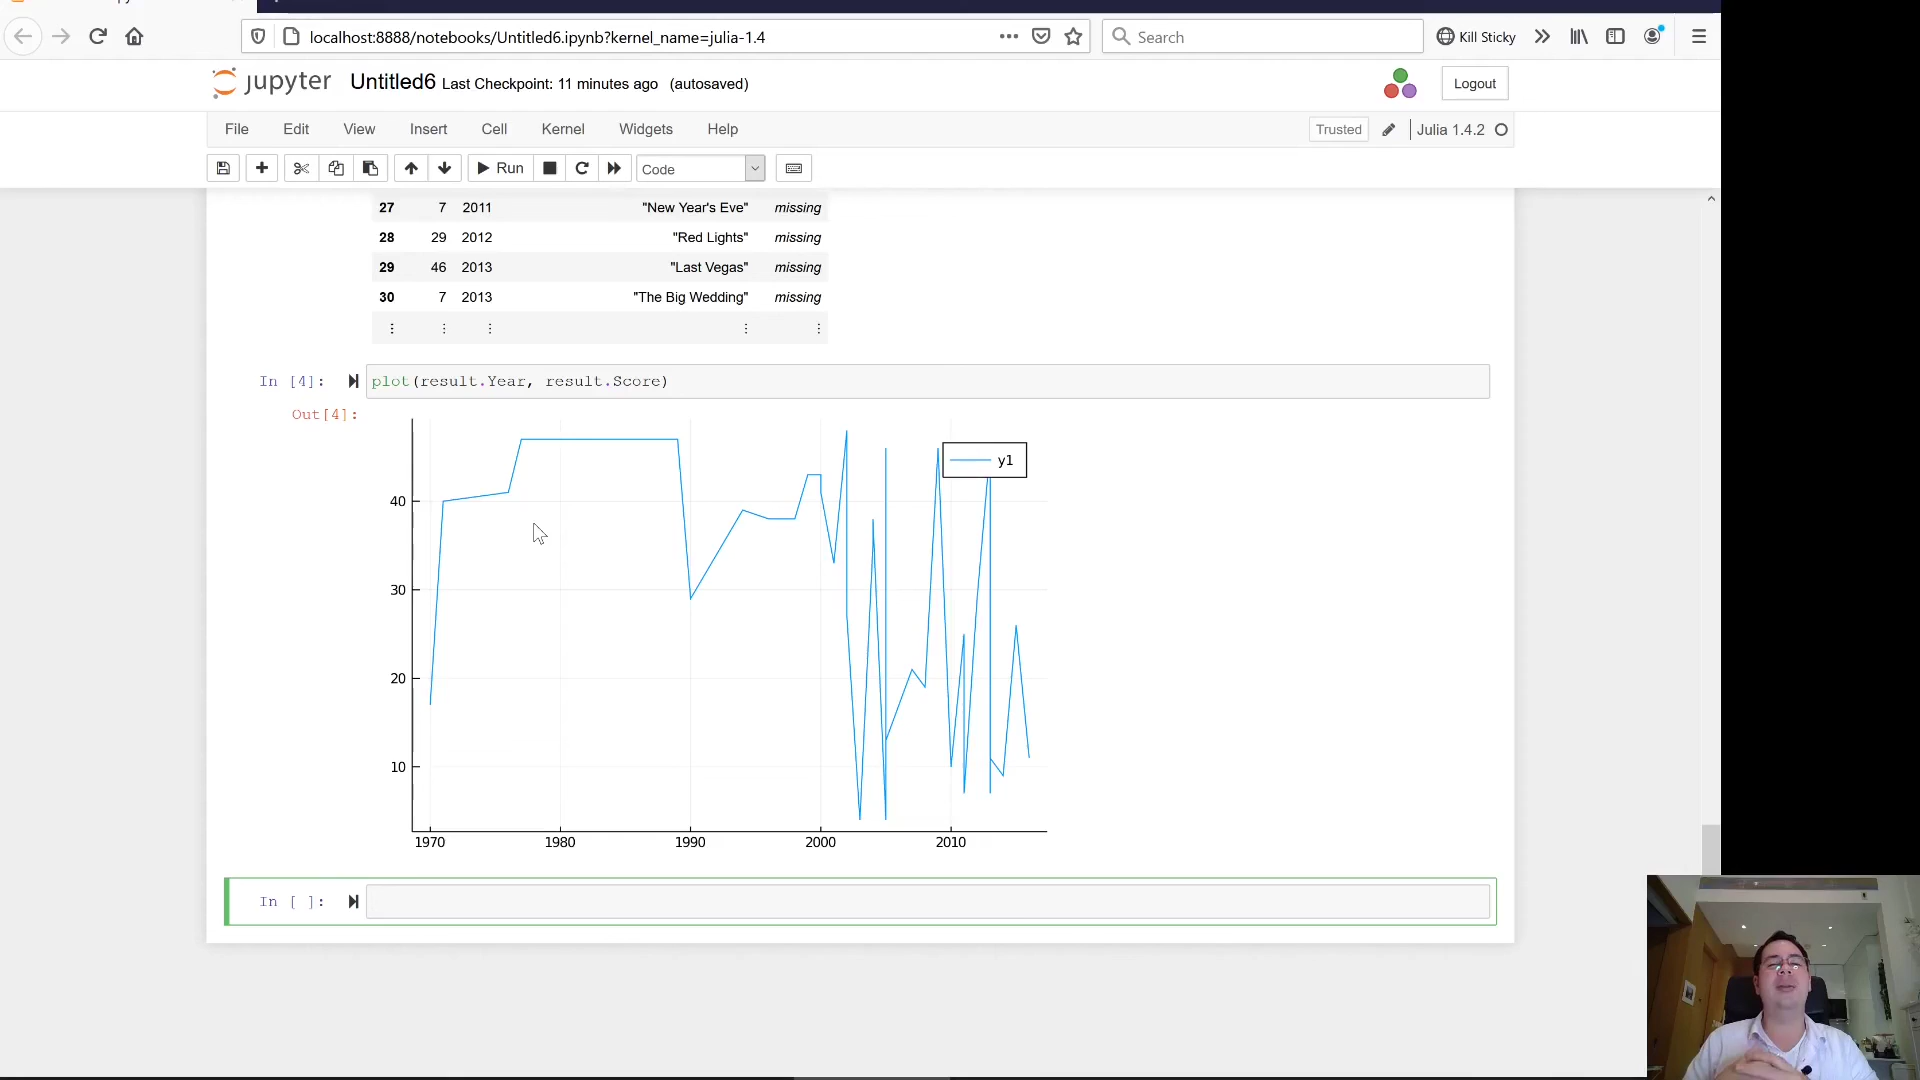 localhost:8888/notebooks/Untitled6.ipynb?kernel_name=julia-1.4
Search
Kill Sticky
jupyter Untitled6 Last Checkpoint: 11 minutes ago (autosaved)
Logout
File Edit View Insert Cell Kernel Widgets Help
Trusted
Julia 1.4.2
Run
Code
27 7 2011 "New Year's Eve" missing
28 29 2012 "Red Lights" missing
29 46 2013 "Last Vegas" missing
30 7 2013 "The Big Wedding" missing
⋮ ⋮ ⋮ ⋮ ⋮
In [4]: plot(result.Year, result.Score)
Out[4]:
y1
40
30
20
10
1970 1980 1990 2000 2010
In [ ]: